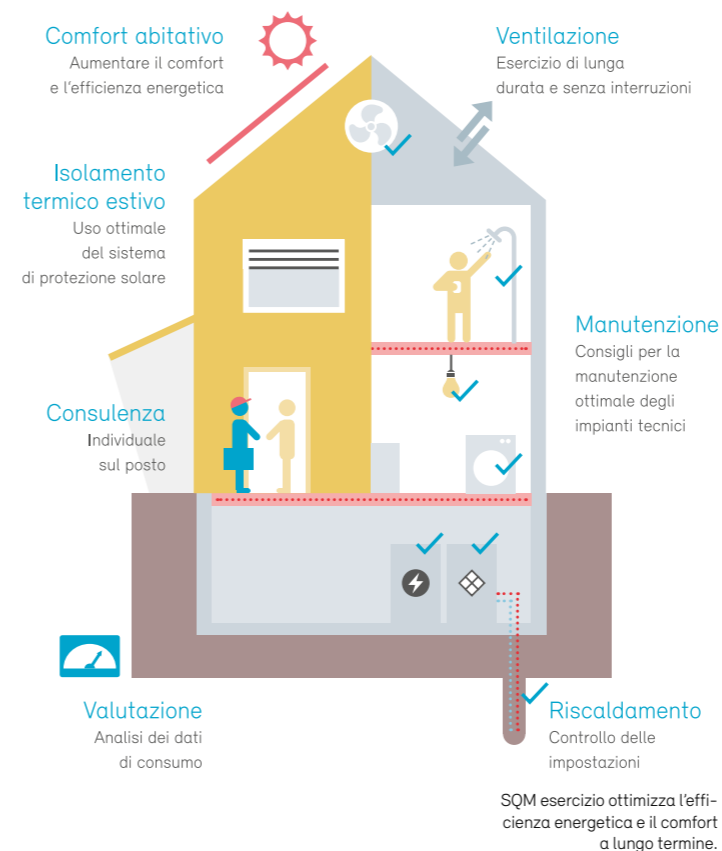 Comfort abitativo
Aumentare il comfort
e l'efficienza energetica
Ventilazione
Esercizio di lunga
durata e senza interruzioni
Isolamento
termico estivo
Uso ottimale
del sistema
di protezione solare
Manutenzione
Consigli per la
manutenzione
ottimale degli
impianti tecnici
Consulenza
Individuale
sul posto
Valutazione
Analisi dei dati
di consumo
Riscaldamento
Controllo delle
impostazioni
SQM esercizio ottimizza l'effi-
cienza energetica e il comfort
a lungo termine.